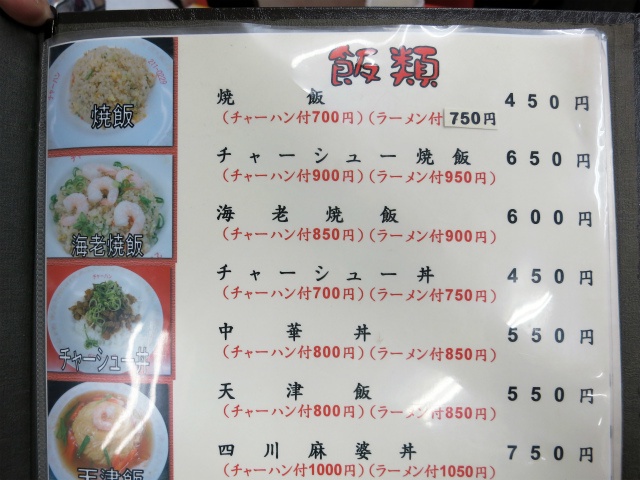 飯類
焼飯 450円
(チャーハン付700円)(ラーメン付750円
チャーシュー焼飯 650円
(チャーハン付900円)(ラーメン付950円)
海老焼飯 600円
(チャーハン付850円)(ラーメン付900円)
チャーシュー丼 450円
(チャーハン付700円)(ラーメン付750円)
中華丼 550円
(チャーハン付800円)(ラーメン付850円)
天津飯 550円
(チャーハン付800円)(ラーメン付850円)
四川麻婆丼 750円
(チャーハン付1000円)(ラーメン付1050円)
焼飯
海老焼飯
チャーシュー丼
天津飯